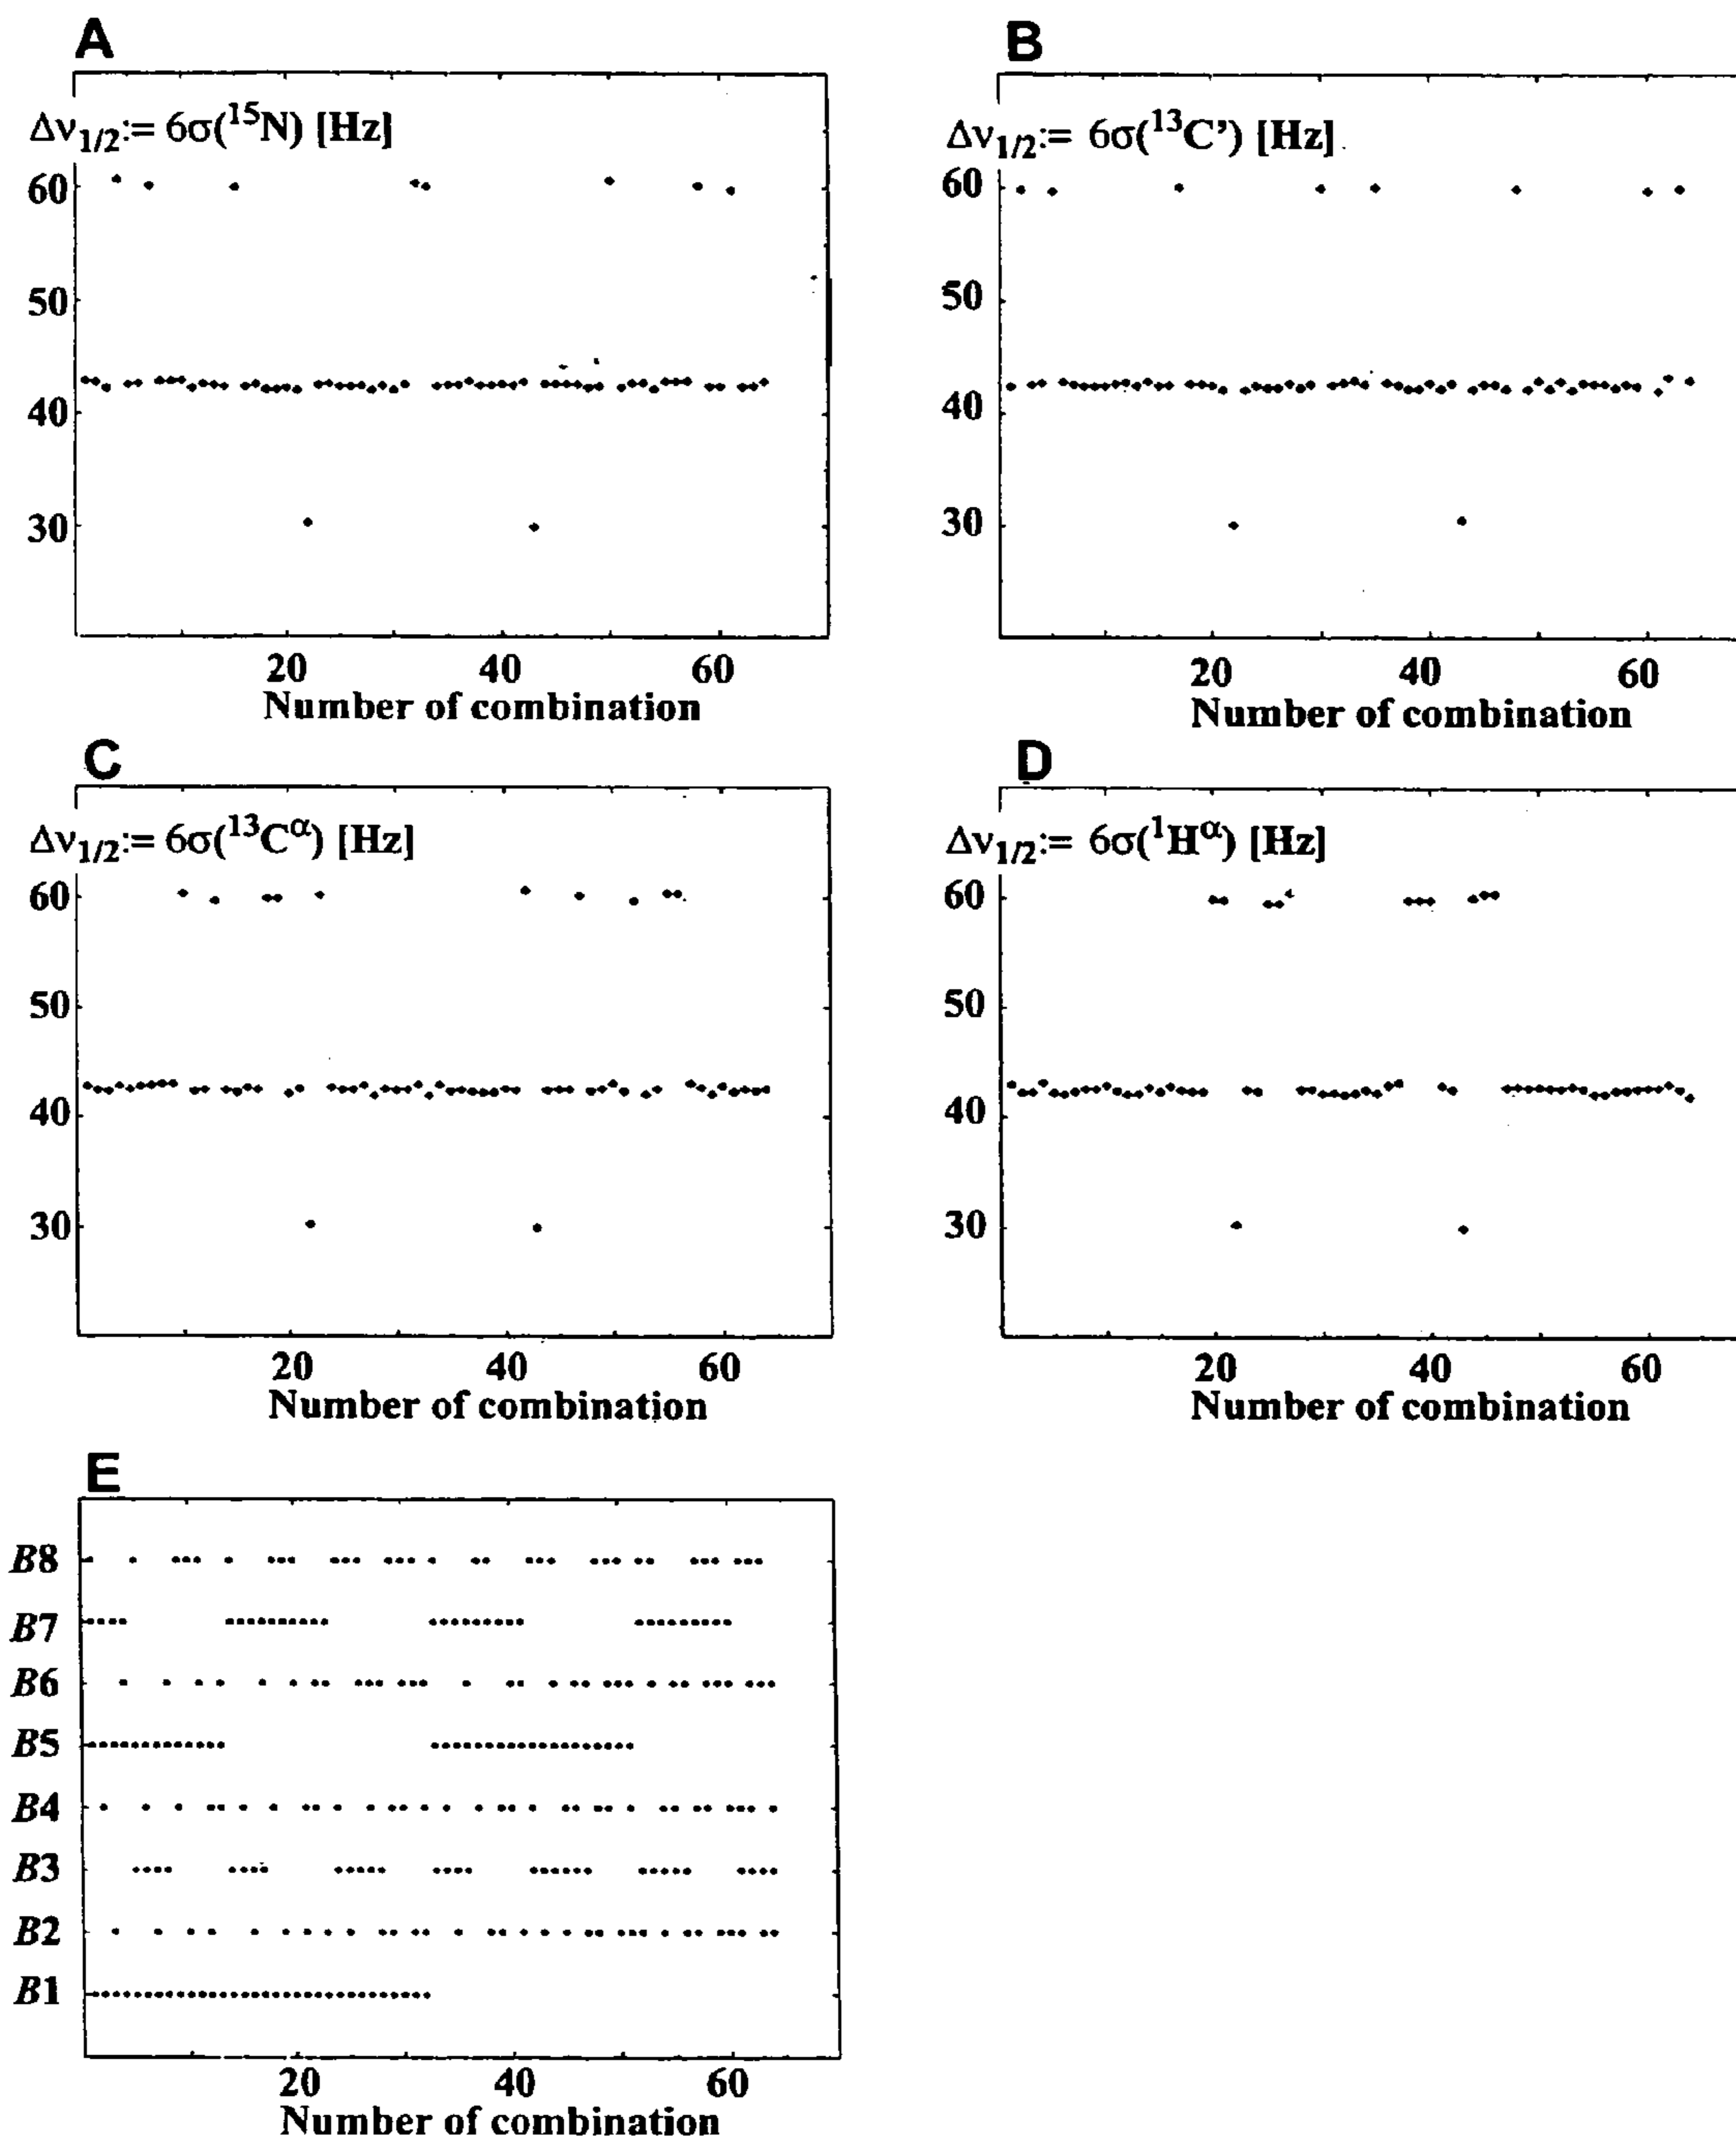 A
Δν1/2:= 6σ(15N) [Hz]
60
50
40
30
20 40 60
Number of combination
B
Δν1/2:= 6σ(13C') [Hz]
60
50
40
30
20 40 60
Number of combination
C
Δν1/2:= 6σ(13Cα) [Hz]
60
50
40
30
20 40 60
Number of combination
D
Δν1/2:= 6σ(1Hα) [Hz]
60
50
40
30
20 40 60
Number of combination
E
B8
B7
B6
B5
B4
B3
B2
B1
20 40 60
Number of combination